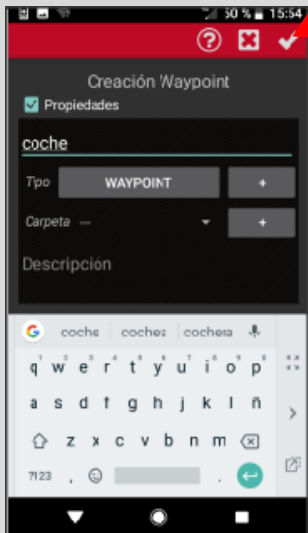 50 % 15:54
?
Creación Waypoint
Propiedades
coche
Tipo WAYPOINT +
Carpeta — +
Descripción
G coche coches cochera
q w e r t y u i o p
a s d f g h j k l ñ
z x c v b n m
?123 , .